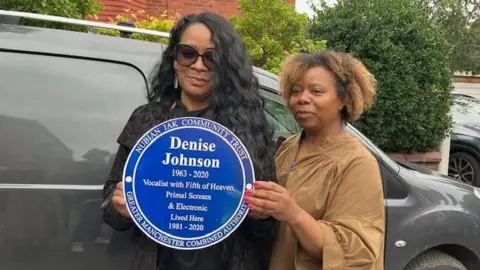 NUBIAN JAK COMMUNITY TRUST
Denise
Johnson
1963 - 2020
Vocalist with Fifth of Heaven,
Primal Scream
& Electronic
Lived Here
1981 - 2020
GREATER MANCHESTER COMBINED AUTHORITY